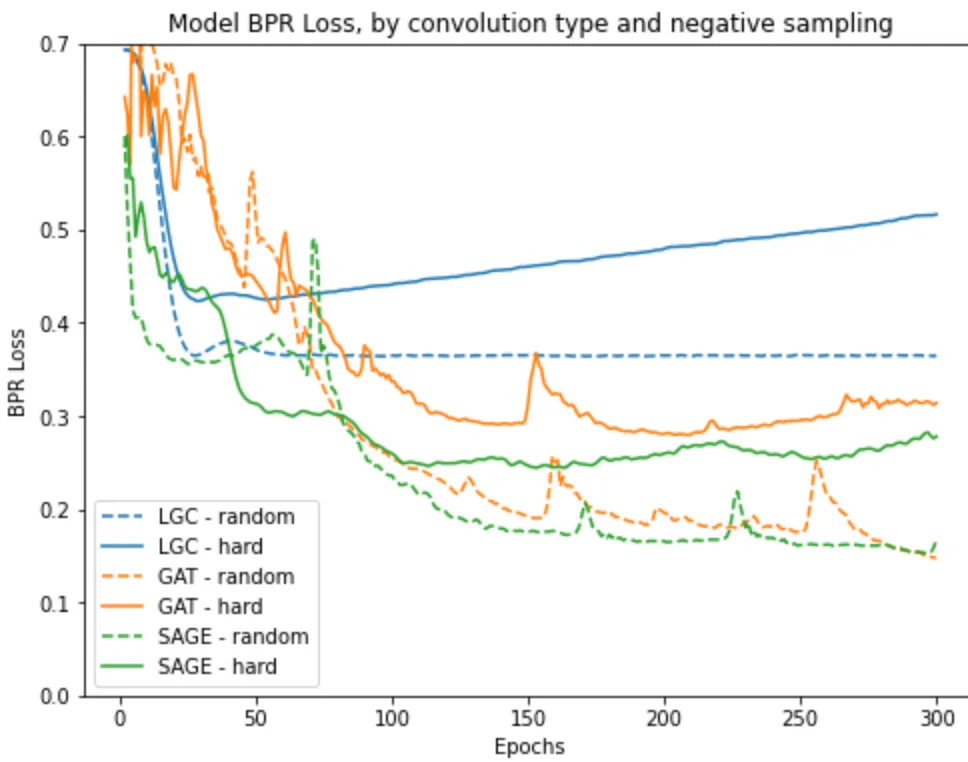 Model BPR Loss, by convolution type and negative sampling
BPR Loss
0.7
0.6
0.5
0.4
0.3
0.2
0.1
0.0
LGC - random
LGC - hard
GAT - random
GAT - hard
SAGE - random
SAGE - hard
0 50 100 150 200 250 300
Epochs